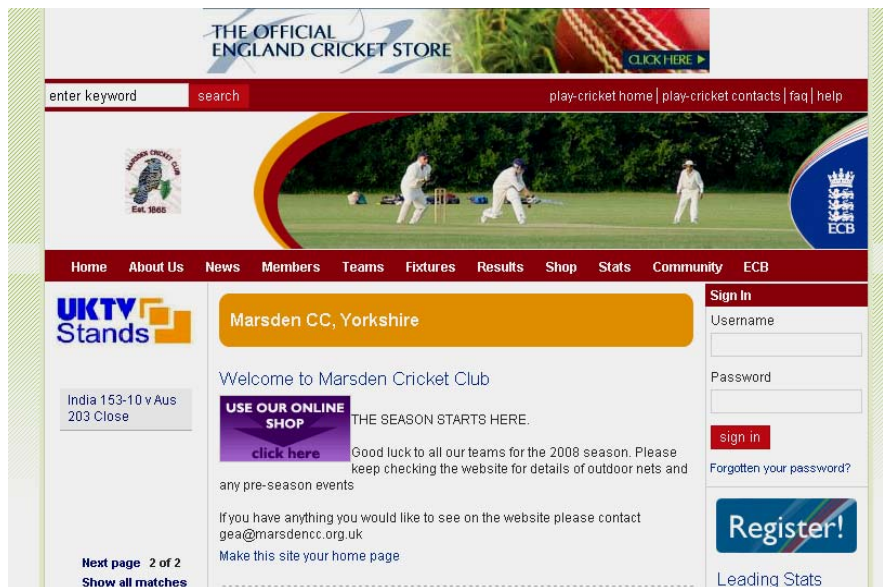 THE OFFICIAL
ENGLAND CRICKET STORE
CLICK HERE
enter keyword search play-cricket home | play-cricket contacts | faq | help
MARSDEN CRICKET CLUB
Est. 1865
ECB
Home About Us News Members Teams Fixtures Results Shop Stats Community ECB
UKTV
Stands
India 153-10 v Aus
203 Close
Next page 2 of 2
Show all matches
Marsden CC, Yorkshire
Welcome to Marsden Cricket Club
USE OUR ONLINE
SHOP
click here
THE SEASON STARTS HERE.
Good luck to all our teams for the 2008 season. Please
keep checking the website for details of outdoor nets and
any pre-season events
If you have anything you would like to see on the website please contact
gea@marsdencc.org.uk
Make this site your home page
Sign In
Username
Password
sign in
Forgotten your password?
Register!
Leading Stats